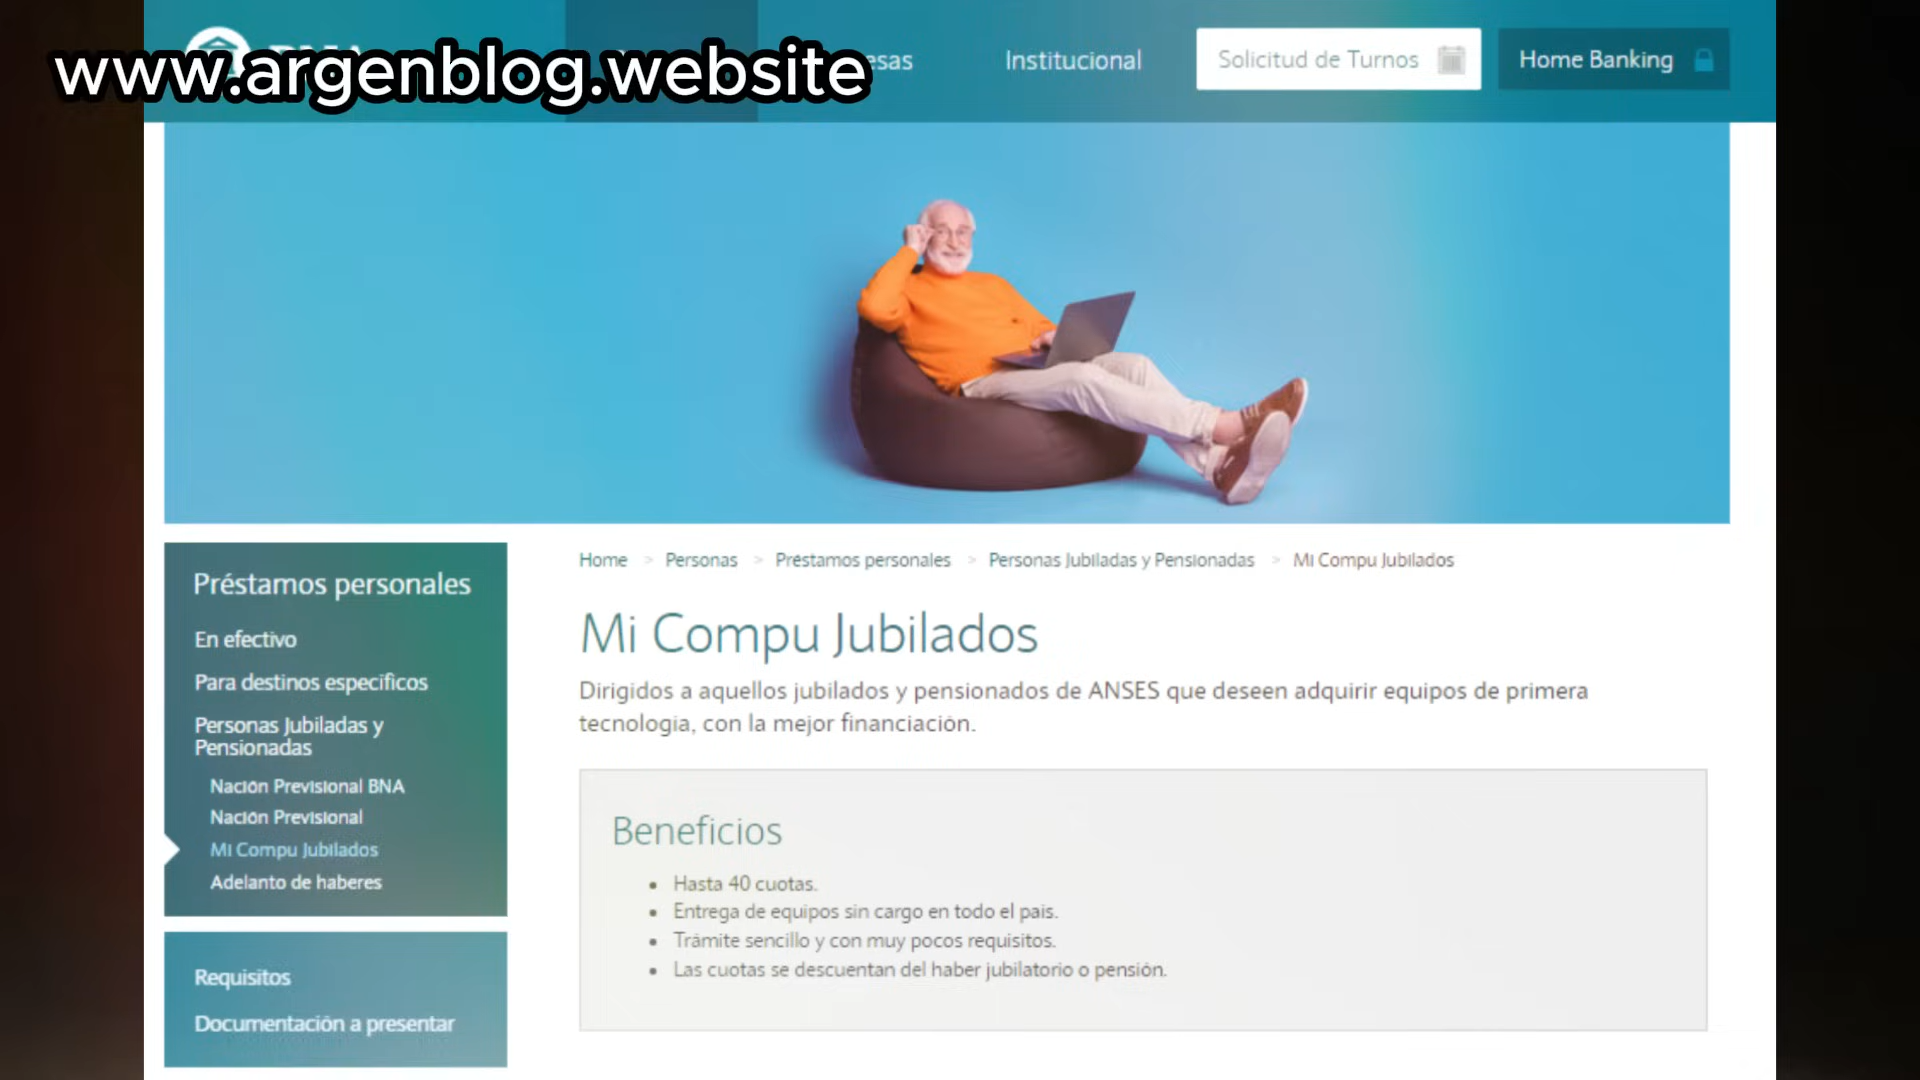 www.argenblog.website
esas
Institucional
Solicitud de Turnos
Home Banking
Préstamos personales
En efectivo
Para destinos específicos
Personas Jubiladas y
Pensionadas
Nación Previsional BNA
Nación Previsional
Mi Compu Jubilados
Adelanto de haberes
Requisitos
Documentación a presentar
Home > Personas > Préstamos personales > Personas Jubiladas y Pensionadas > Mi Compu Jubilados
Mi Compu Jubilados
Dirigidos a aquellos jubilados y pensionados de ANSES que deseen adquirir equipos de primera
tecnología, con la mejor financiación.
Beneficios
Hasta 40 cuotas.
Entrega de equipos sin cargo en todo el país.
Trámite sencillo y con muy pocos requisitos.
Las cuotas se descuentan del haber jubilatorio o pensión.